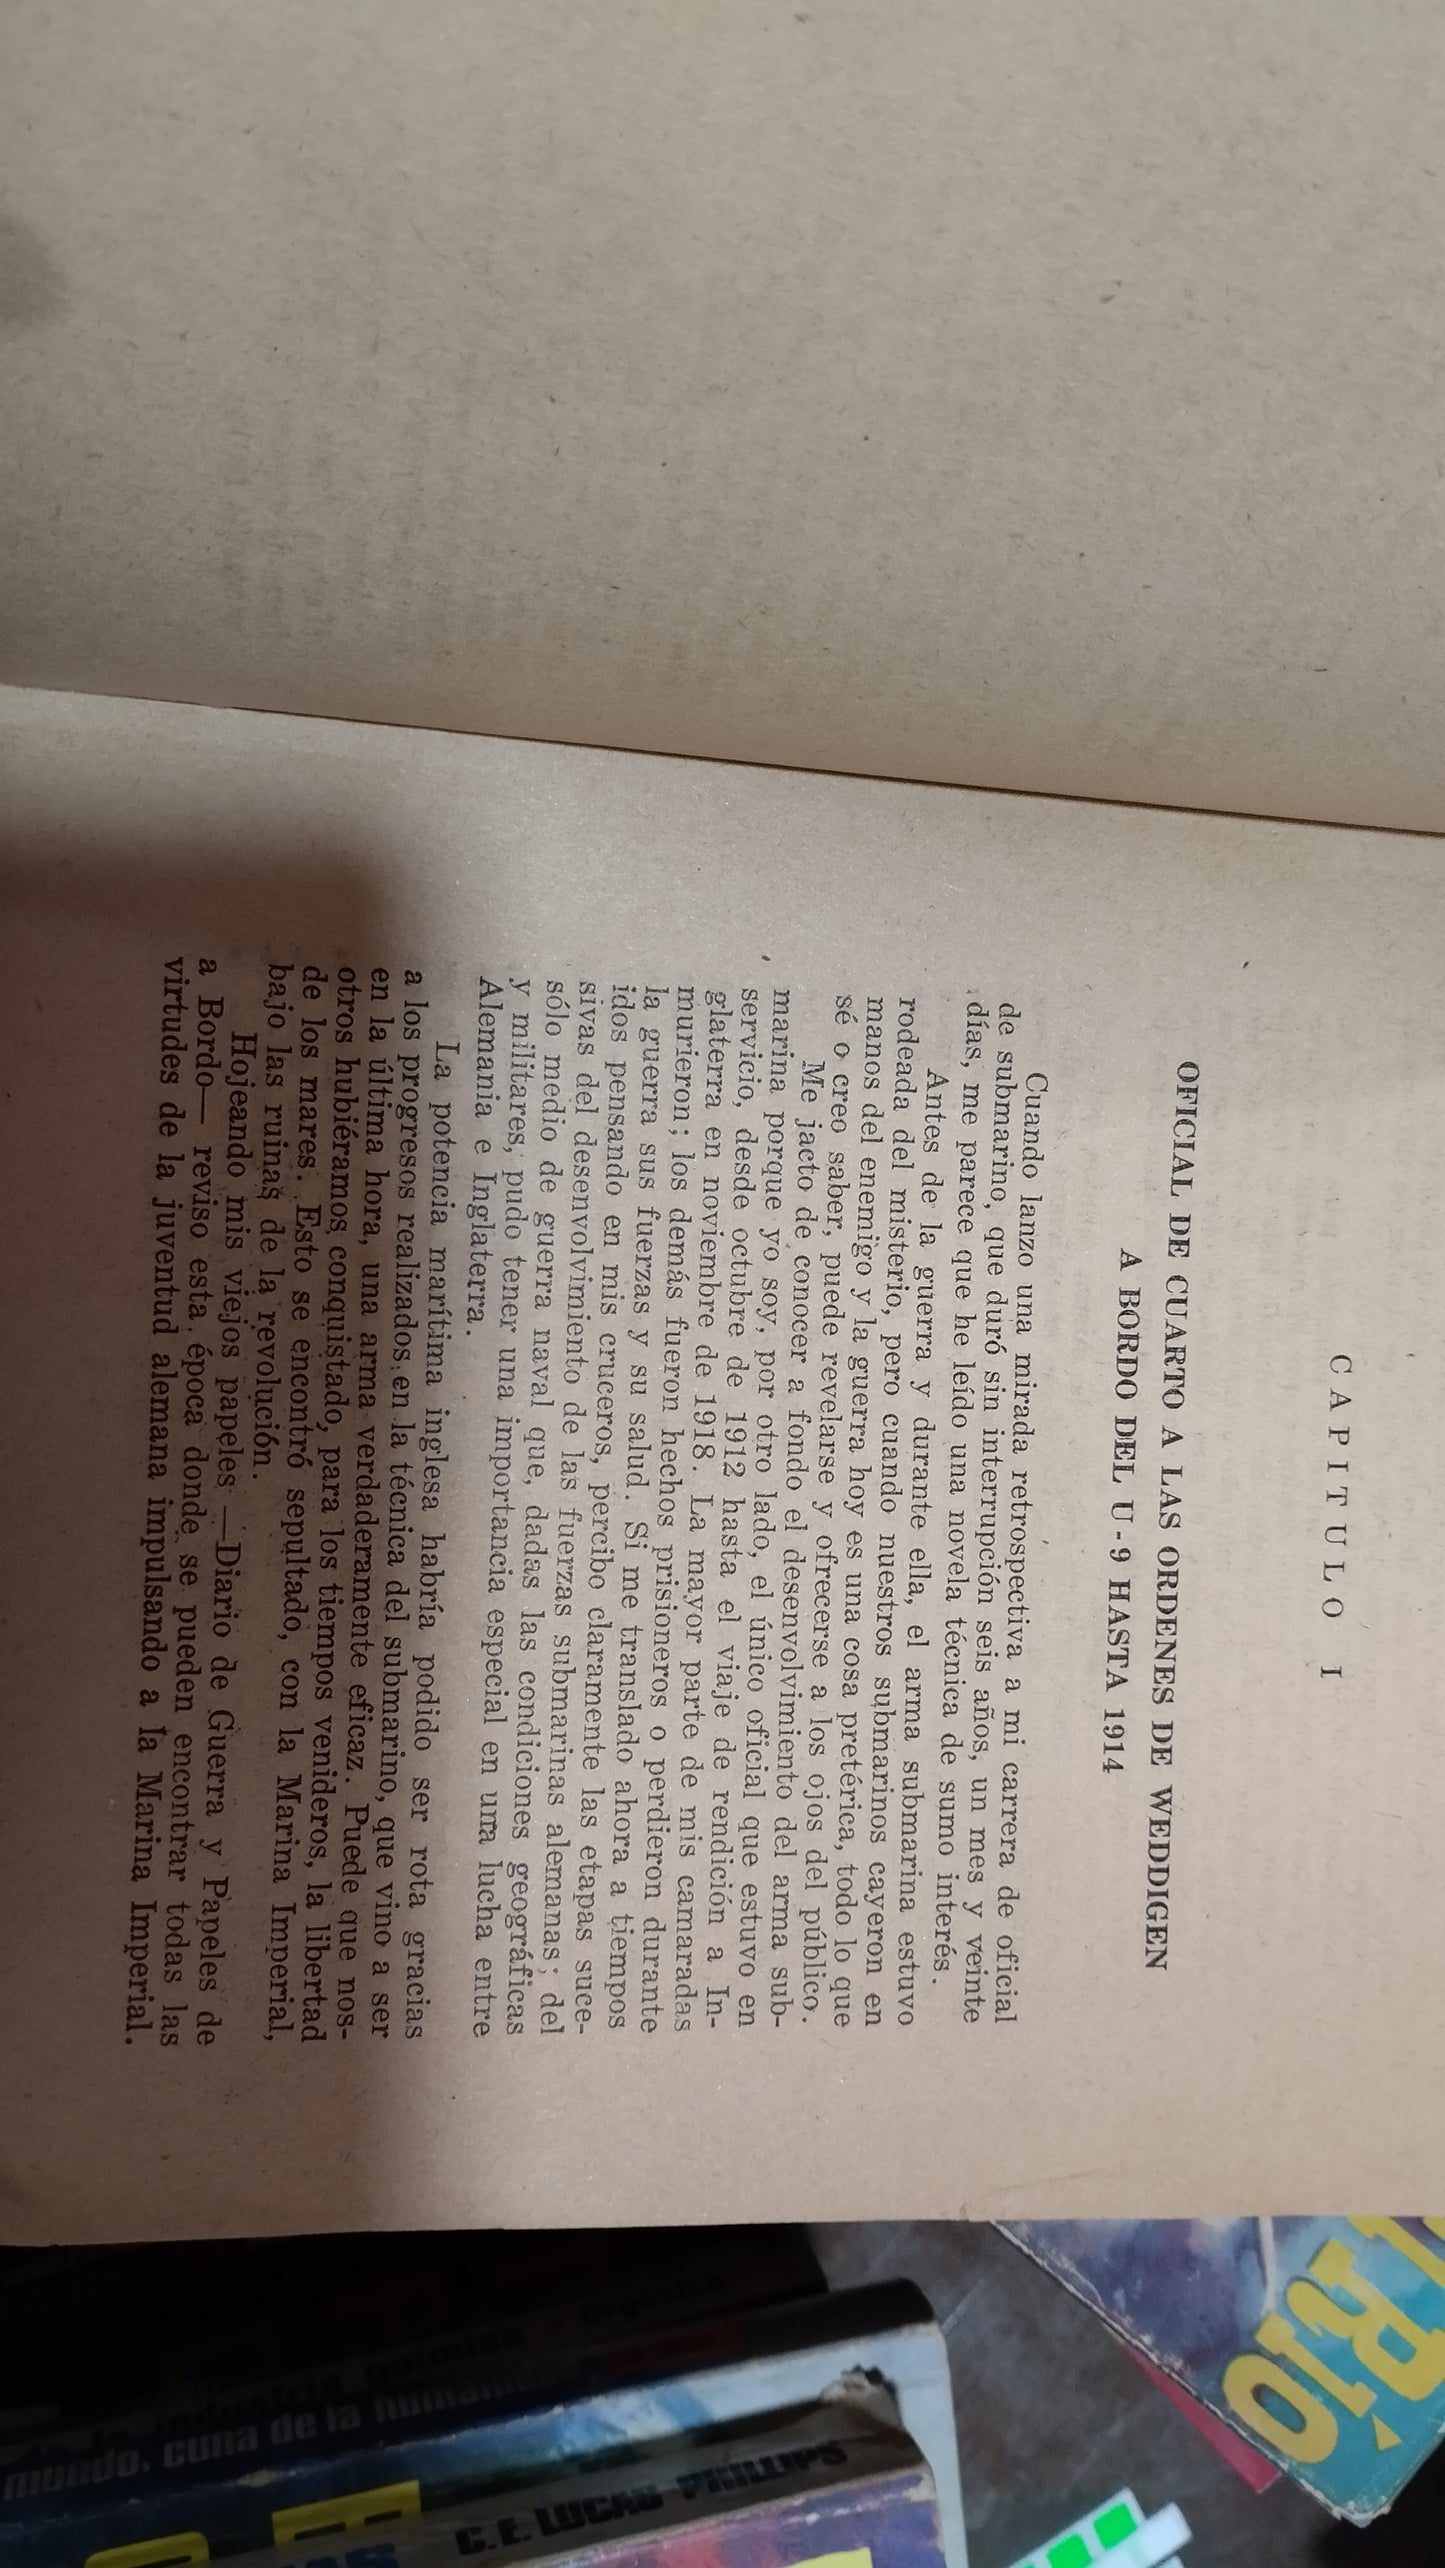 CAPITULO I
OFICIAL DE CUARTO A LAS ORDENES DE WEDDIGEN
A BORDO DEL U-9 HASTA 1914
Cuando lanzo una mirada retrospectiva a mi carrera de oficial
de submarino, que duró sin interrupción seis años, un mes y veinte
días, me parece que he leído una novela técnica de sumo interés.
Antes de la guerra y durante ella, el arma submarina estuvo
rodeada del misterio, pero cuando nuestros submarinos cayeron en
manos del enemigo y la guerra hoy es una cosa pretérica, todo lo que
sé o creo saber, puede revelarse y ofrecerse a los ojos del público.
Me jacto de conocer a fondo el desenvolvimiento del arma sub-
marina porque yo soy, por otro lado, el único oficial que estuvo en
servicio, desde octubre de 1912 hasta el viaje de rendición a In-
glaterra en noviembre de 1918. La mayor parte de mis camaradas
murieron; los demás fueron hechos prisioneros o perdieron durante
la guerra sus fuerzas y su salud. Si me translado ahora a tiempos
idos pensando en mis cruceros, percibo claramente las etapas suce-
sivas del desenvolvimiento de las fuerzas submarinas alemanas; del
sólo medio de guerra naval que, dadas las condiciones geográficas
y militares, pudo tener una importancia especial en una lucha entre
Alemania e Inglaterra.
La potencia marítima inglesa habría podido ser rota gracias
a los progresos realizados en la técnica del submarino, que vino a ser
en la última hora, una arma verdaderamente eficaz. Puede que nos-
otros hubiéramos conquistado, para los tiempos venideros, la libertad
de los mares. Esto se encontró sepultado, con la Marina Imperial,
bajo las ruinas de la revolución.
Hojeando mis viejos papeles —Diario de Guerra y Papeles de
a Bordo— reviso esta época donde se pueden encontrar todas las
virtudes de la juventud alemana impulsando a la Marina Imperial.
RIO
industria química - Orgánica
mundo, cuna de la humanidad
C. E. LUCAS PHILLIPS